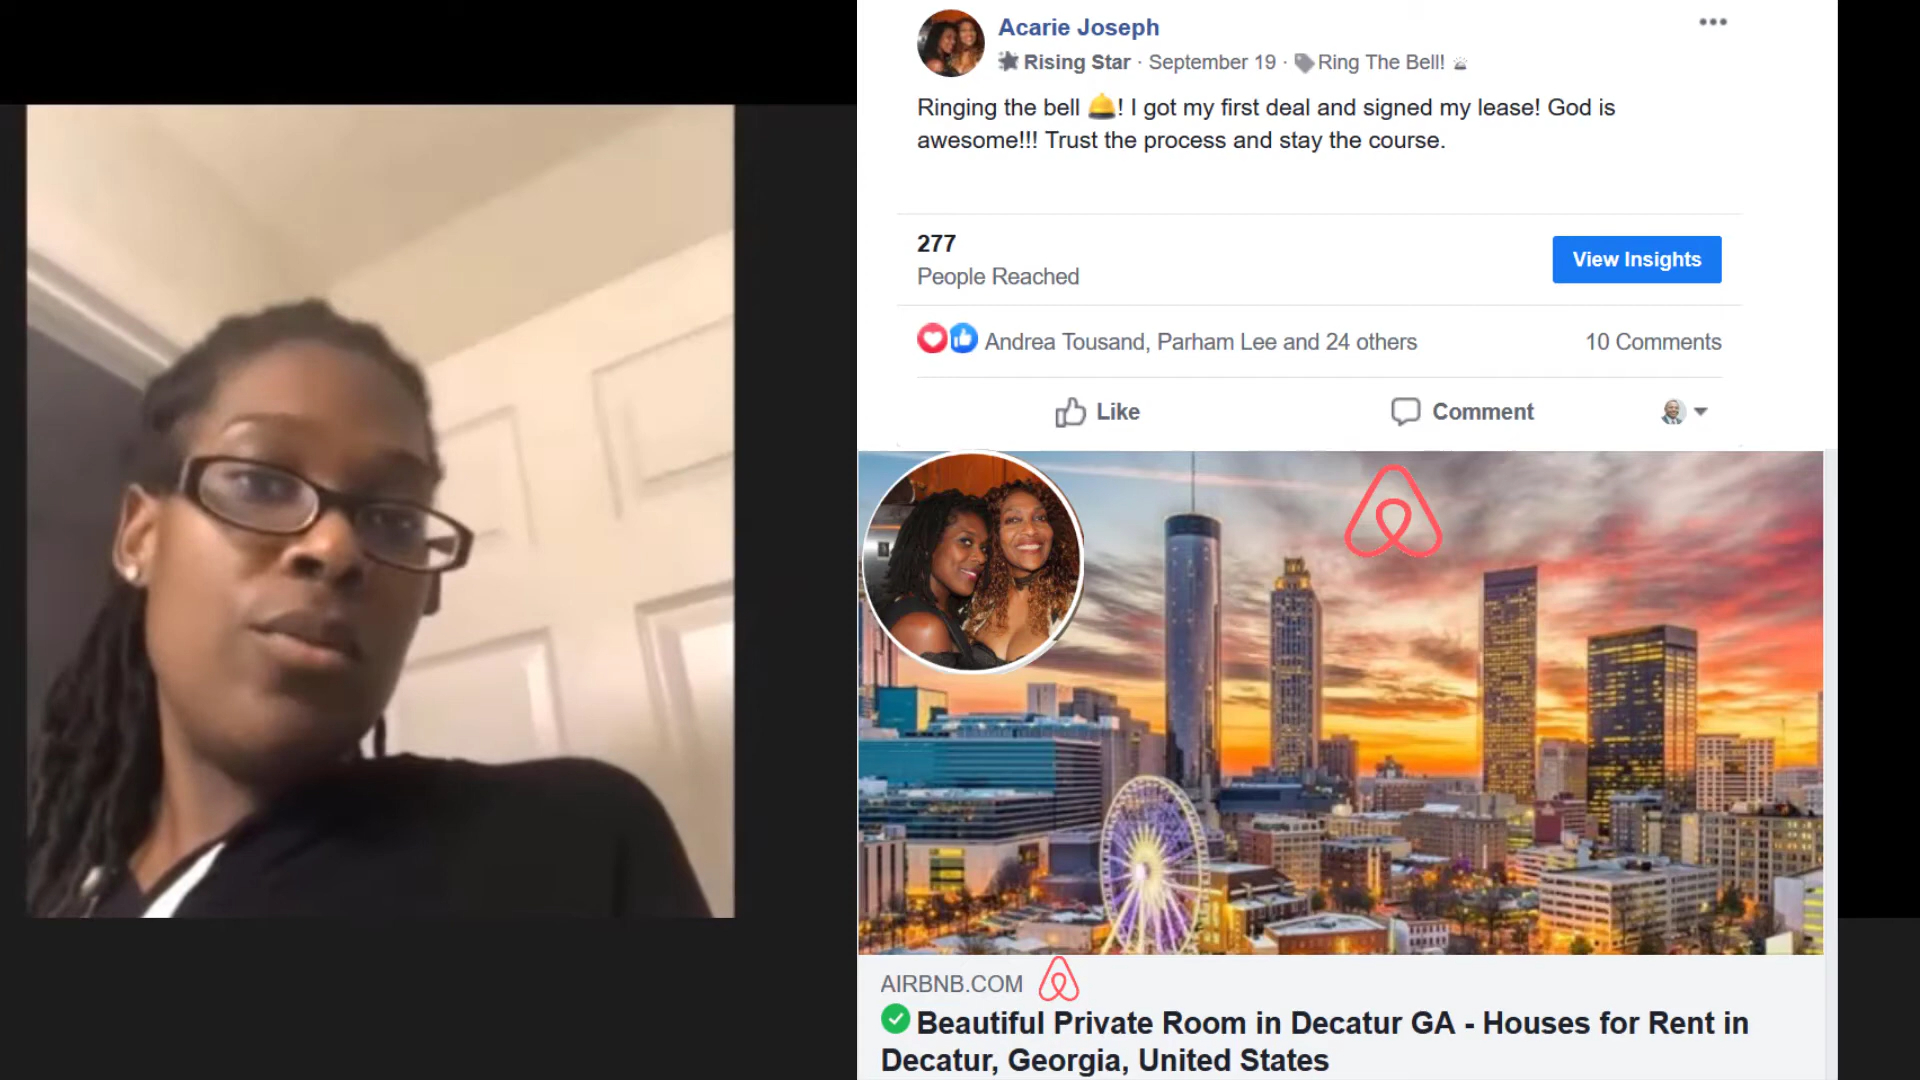 Acarie Joseph
Rising Star · September 19 · Ring The Bell!
Ringing the bell 🛎! I got my first deal and signed my lease! God is
awesome!!! Trust the process and stay the course.
277
People Reached
View Insights
Andrea Tousand, Parham Lee and 24 others
10 Comments
Like
Comment
AIRBNB.COM
Beautiful Private Room in Decatur GA - Houses for Rent in
Decatur, Georgia, United States